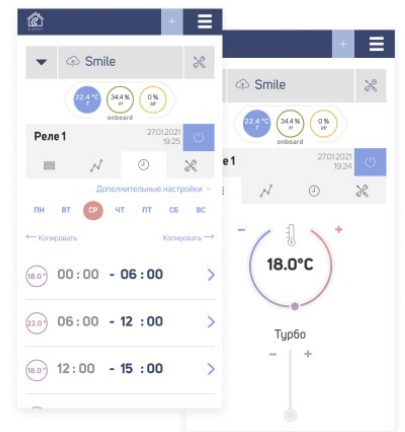 +
Smile
22.4 °C
T
34.4%
H
0%
Wr
onboard
Реле 1
27.01.2021
19:25
Дополнительные настройки
ПН ВТ СР ЧТ ПТ СБ ВС
← Копировать
Копировать →
18.0° 00 : 00 - 06 : 00
22.0° 06 : 00 - 12 : 00
18.0° 12 : 00 - 15 : 00
+
Smile
22.4 °C
T
34.4%
H
0%
Wr
onboard
е 1
27.01.2021
19:24
- +
18.0°C
Турбо
- +